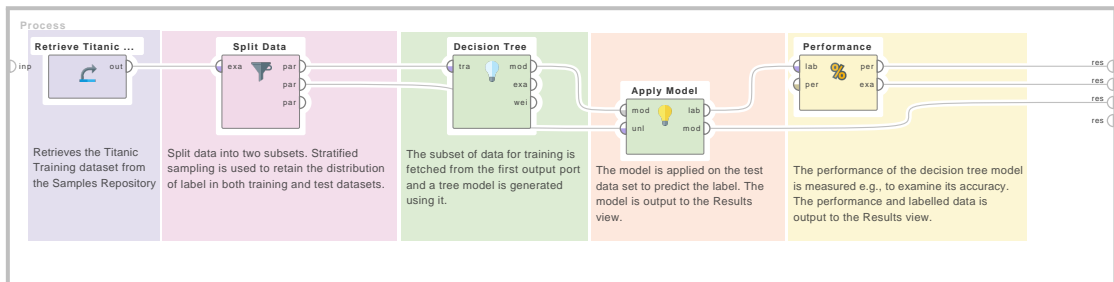 Process
Retrieve Titanic ...
inp
out
Retrieves the Titanic
Training dataset from
the Samples Repository
Split Data
exa
par
par
par
Split data into two subsets. Stratified
sampling is used to retain the distribution
of label in both training and test datasets.
Decision Tree
tra
mod
exa
wei
The subset of data for training is
fetched from the first output port
and a tree model is generated
using it.
Apply Model
mod
lab
unl
mod
The model is applied on the test
data set to predict the label. The
model is output to the Results
view.
Performance
lab
per
per
exa
The performance of the decision tree model
is measured e.g., to examine its accuracy.
The performance and labelled data is
output to the Results view.
res
res
res
res